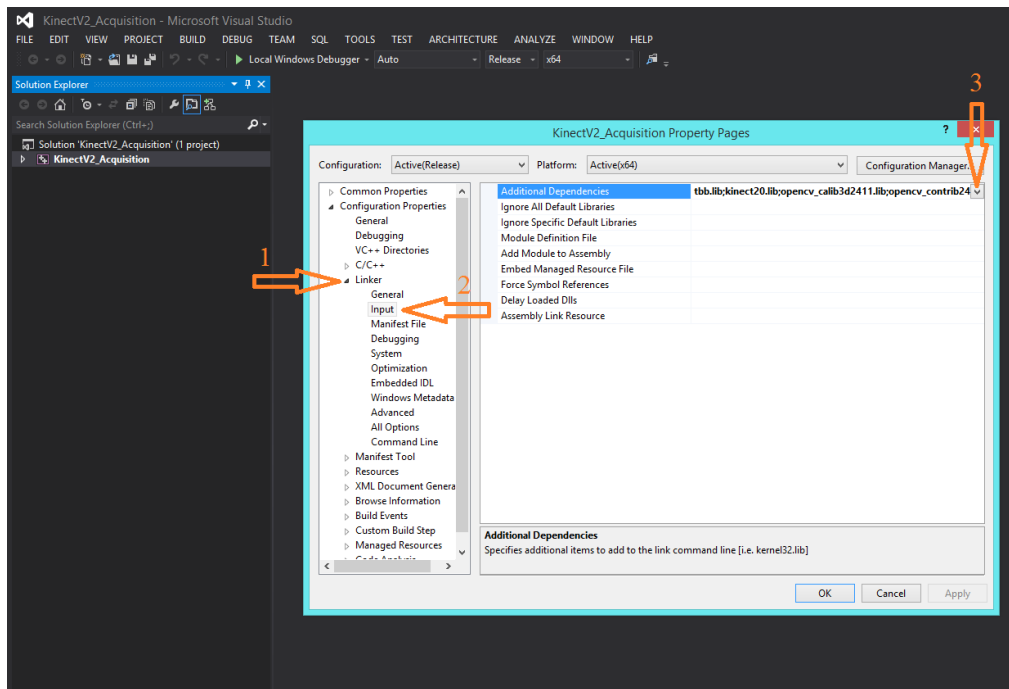 KinectV2_Acquisition - Microsoft Visual Studio
FILE EDIT VIEW PROJECT BUILD DEBUG TEAM SQL TOOLS TEST ARCHITECTURE ANALYZE WINDOW HELP
Local Windows Debugger Auto Release x64
Solution Explorer
Search Solution Explorer (Ctrl+;)
Solution 'KinectV2_Acquisition' (1 project)
KinectV2_Acquisition
3
KinectV2_Acquisition Property Pages
Configuration: Active(Release) Platform: Active(x64) Configuration Manager...
Common Properties
Configuration Properties
General
Debugging
VC++ Directories
C/C++
1
Linker
General
2
Input
Manifest File
Debugging
System
Optimization
Embedded IDL
Windows Metadata
Advanced
All Options
Command Line
Manifest Tool
Resources
XML Document Genera
Browse Information
Build Events
Custom Build Step
Managed Resources
Code Analysis
Additional Dependencies tbb.lib;kinect20.lib;opencv_calib3d2411.lib;opencv_contrib24
Ignore All Default Libraries
Ignore Specific Default Libraries
Module Definition File
Add Module to Assembly
Embed Managed Resource File
Force Symbol References
Delay Loaded Dlls
Assembly Link Resource
Additional Dependencies
Specifies additional items to add to the link command line [i.e. kernel32.lib]
OK Cancel Apply